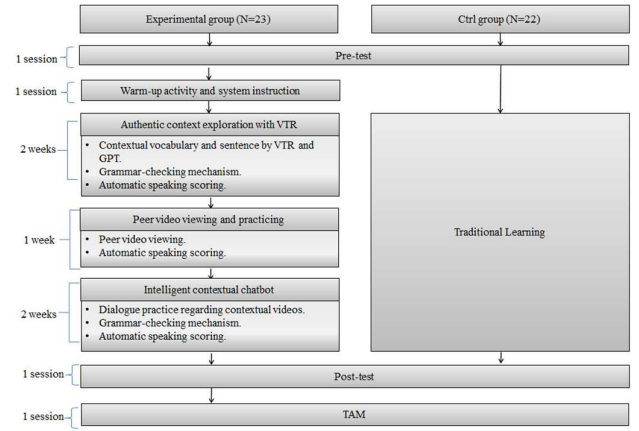 Experimental group (N=23)
Ctrl group (N=22)
1 session
Pre-test
1 session
Warm-up activity and system instruction
Authentic context exploration with VTR
2 weeks
• Contextual vocabulary and sentence by VTR and
GPT.
• Grammar-checking mechanism.
• Automatic speaking scoring.
Traditional Learning
Peer video viewing and practicing
1 week
• Peer video viewing.
• Automatic speaking scoring.
Intelligent contextual chatbot
2 weeks
• Dialogue practice regarding contextual videos.
• Grammar-checking mechanism.
• Automatic speaking scoring.
1 session
Post-test
1 session
TAM